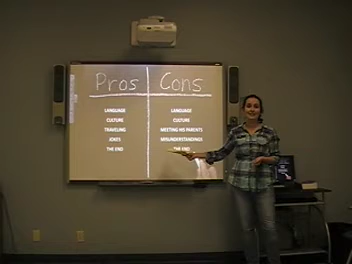 Pros Cons
LANGUAGE LANGUAGE
CULTURE CULTURE
TRAVELING MEETING HIS PARENTS
JOKES MISUNDERSTANDINGS
THE END THE END